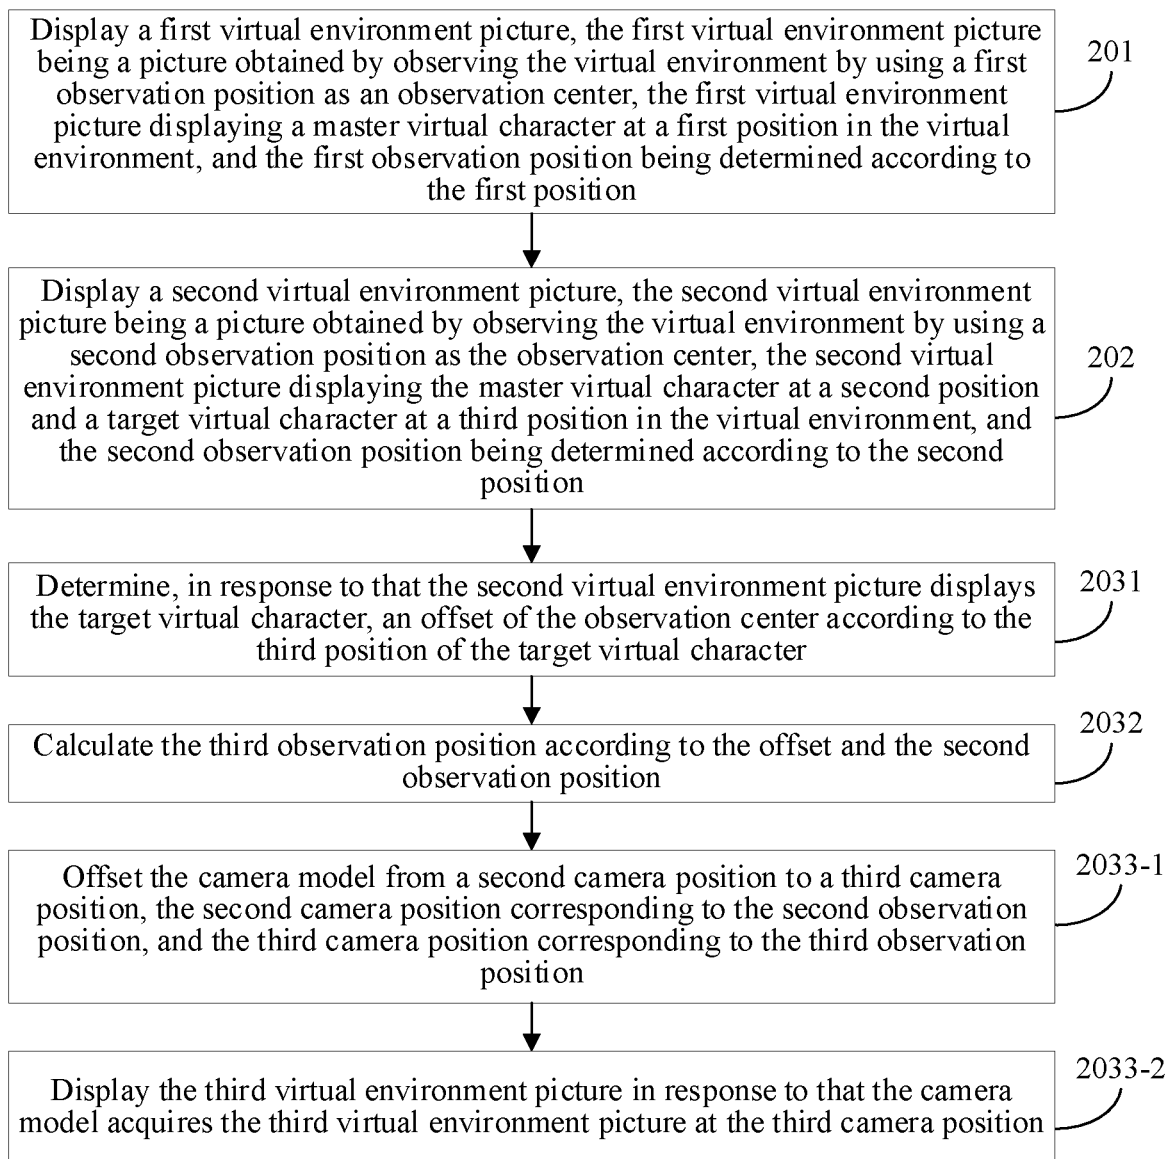 Display a first virtual environment picture, the first virtual environment picture
being a picture obtained by observing the virtual environment by using a first
observation position as an observation center, the first virtual environment
picture displaying a master virtual character at a first position in the virtual
environment, and the first observation position being determined according to
the first position
201
Display a second virtual environment picture, the second virtual environment
picture being a picture obtained by observing the virtual environment by using a
second observation position as the observation center, the second virtual
environment picture displaying the master virtual character at a second position
and a target virtual character at a third position in the virtual environment, and
the second observation position being determined according to the second
position
202
Determine, in response to that the second virtual environment picture displays
the target virtual character, an offset of the observation center according to the
third position of the target virtual character
2031
Calculate the third observation position according to the offset and the second
observation position
2032
Offset the camera model from a second camera position to a third camera
position, the second camera position corresponding to the second observation
position, and the third camera position corresponding to the third observation
position
2033-1
Display the third virtual environment picture in response to that the camera
model acquires the third virtual environment picture at the third camera position
2033-2